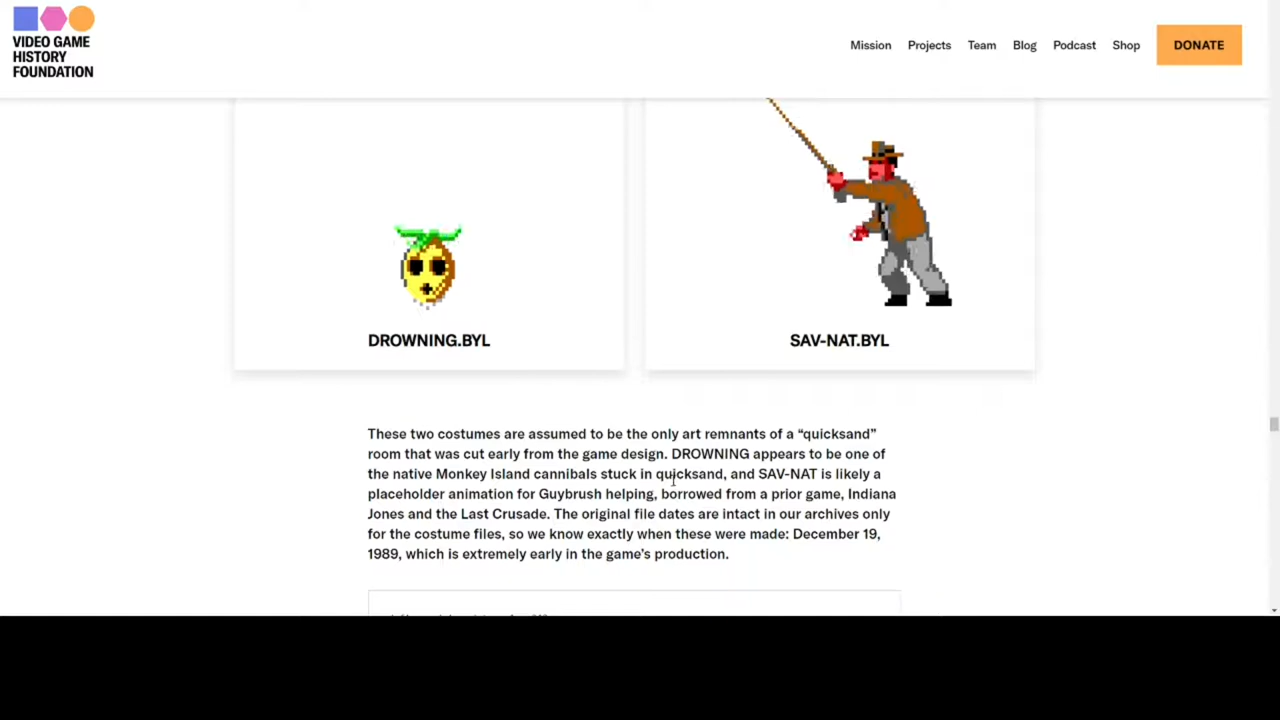 VIDEO GAME
HISTORY
FOUNDATION
Mission Projects Team Blog Podcast Shop DONATE
DROWNING.BYL
SAV-NAT.BYL
These two costumes are assumed to be the only art remnants of a “quicksand”
room that was cut early from the game design. DROWNING appears to be one of
the native Monkey Island cannibals stuck in quicksand, and SAV-NAT is likely a
placeholder animation for Guybrush helping, borrowed from a prior game, Indiana
Jones and the Last Crusade. The original file dates are intact in our archives only
for the costume files, so we know exactly when these were made: December 19,
1989, which is extremely early in the game’s production.